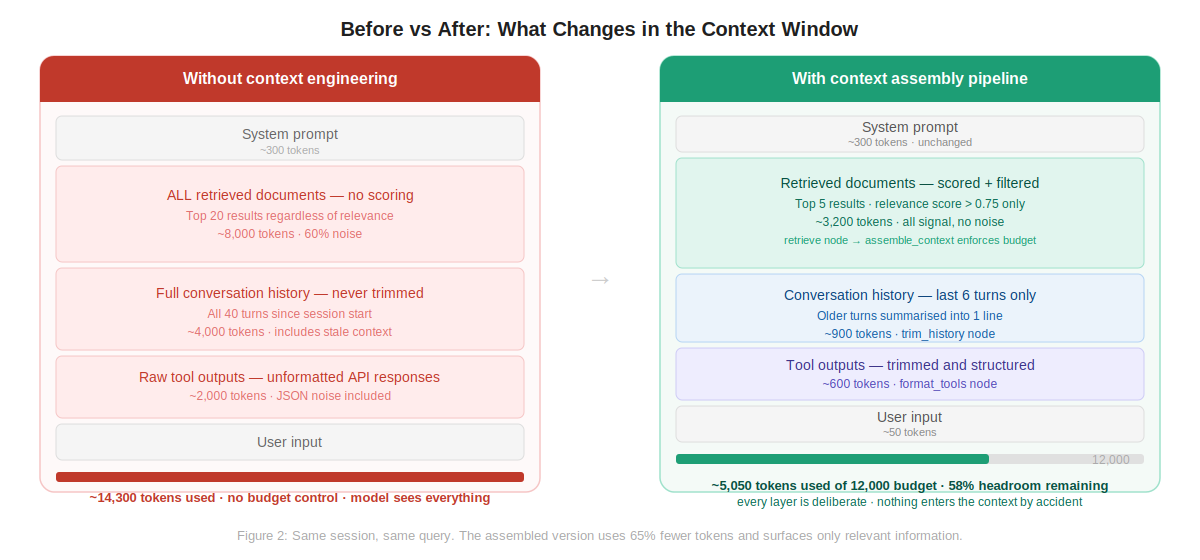 Before vs After: What Changes in the Context Window
Without context engineering
System prompt
~300 tokens
ALL retrieved documents — no scoring
Top 20 results regardless of relevance
~8,000 tokens · 60% noise
Full conversation history — never trimmed
All 40 turns since session start
~4,000 tokens · includes stale context
Raw tool outputs — unformatted API responses
~2,000 tokens · JSON noise included
User input
~14,300 tokens used · no budget control · model sees everything
→
With context assembly pipeline
System prompt
~300 tokens · unchanged
Retrieved documents — scored + filtered
Top 5 results · relevance score > 0.75 only
~3,200 tokens · all signal, no noise
retrieve node → assemble_context enforces budget
Conversation history — last 6 turns only
Older turns summarised into 1 line
~900 tokens · trim_history node
Tool outputs — trimmed and structured
~600 tokens · format_tools node
User input
~50 tokens
12,000
~5,050 tokens used of 12,000 budget · 58% headroom remaining
every layer is deliberate · nothing enters the context by accident
Figure 2: Same session, same query. The assembled version uses 65% fewer tokens and surfaces only relevant information.